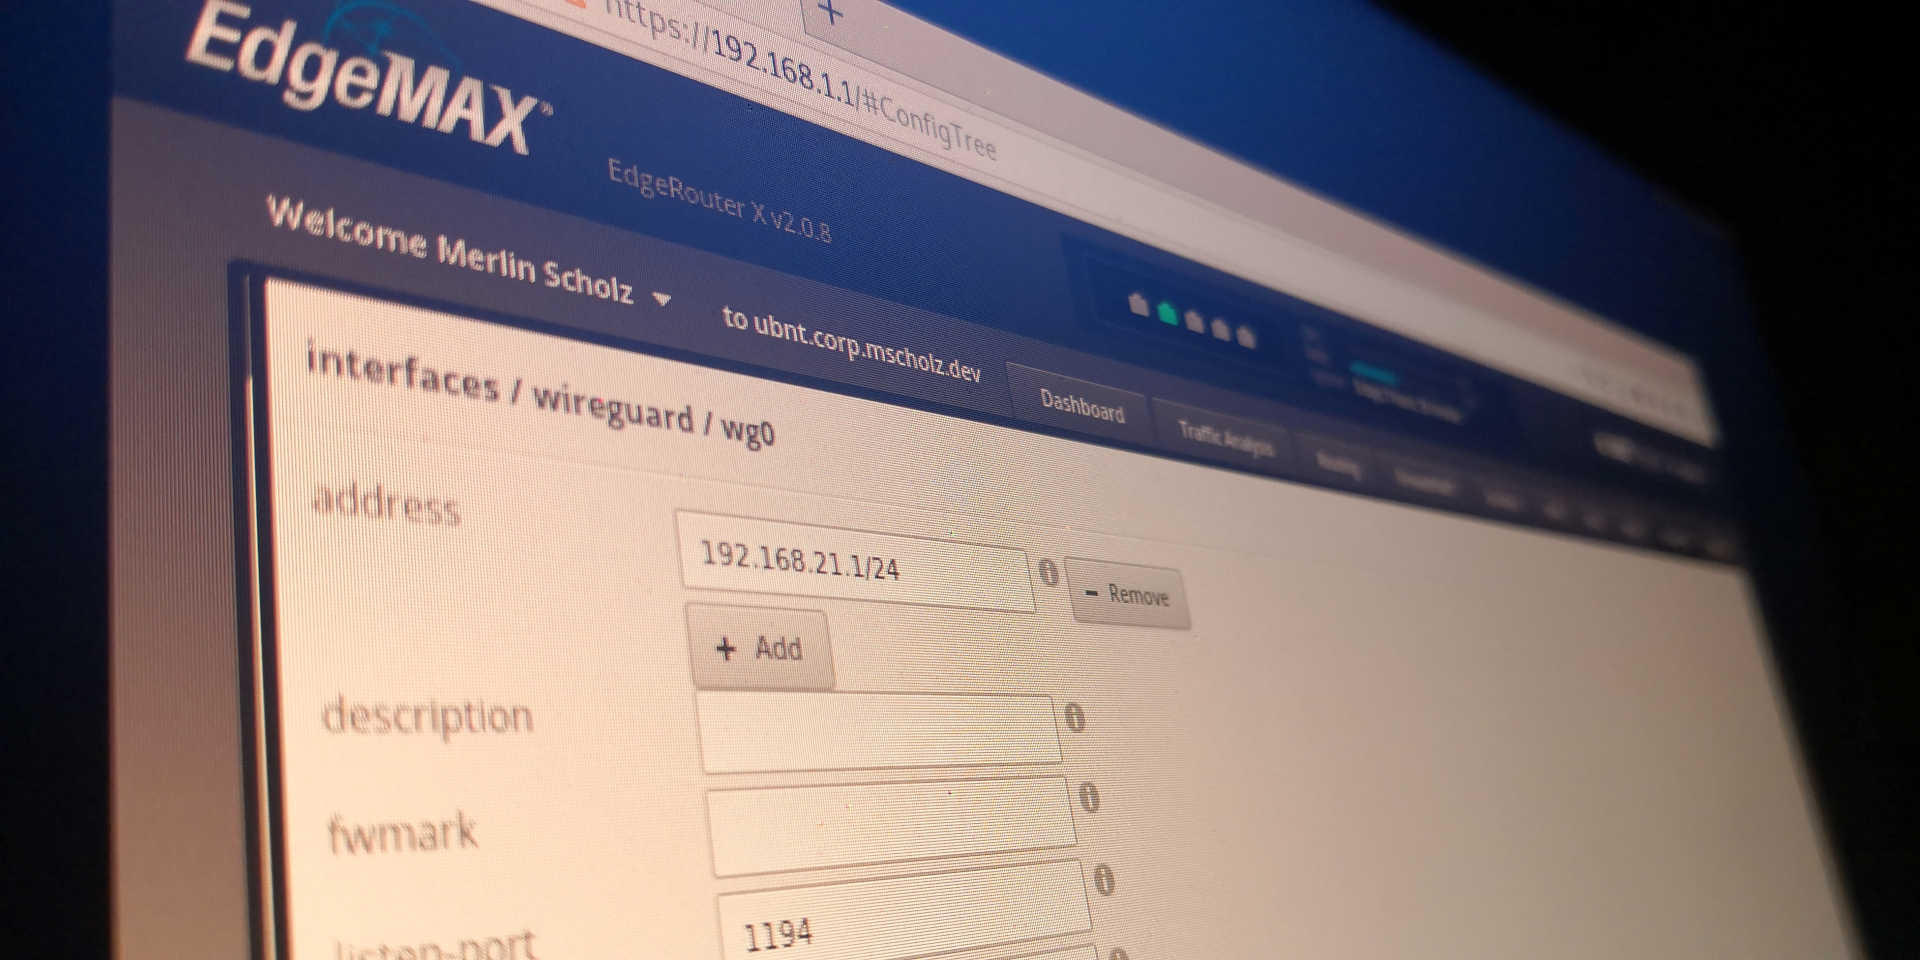 https://192.168.1.1/#ConfigTree
EdgeMAX®
EdgeRouter X v2.0.8
Welcome Merlin Scholz
to ubnt.corp.mscholz.dev
Dashboard
Traffic Analysis
Routing
interfaces / wireguard / wg0
address
192.168.21.1/24
- Remove
+ Add
description
fwmark
listen-port
1194